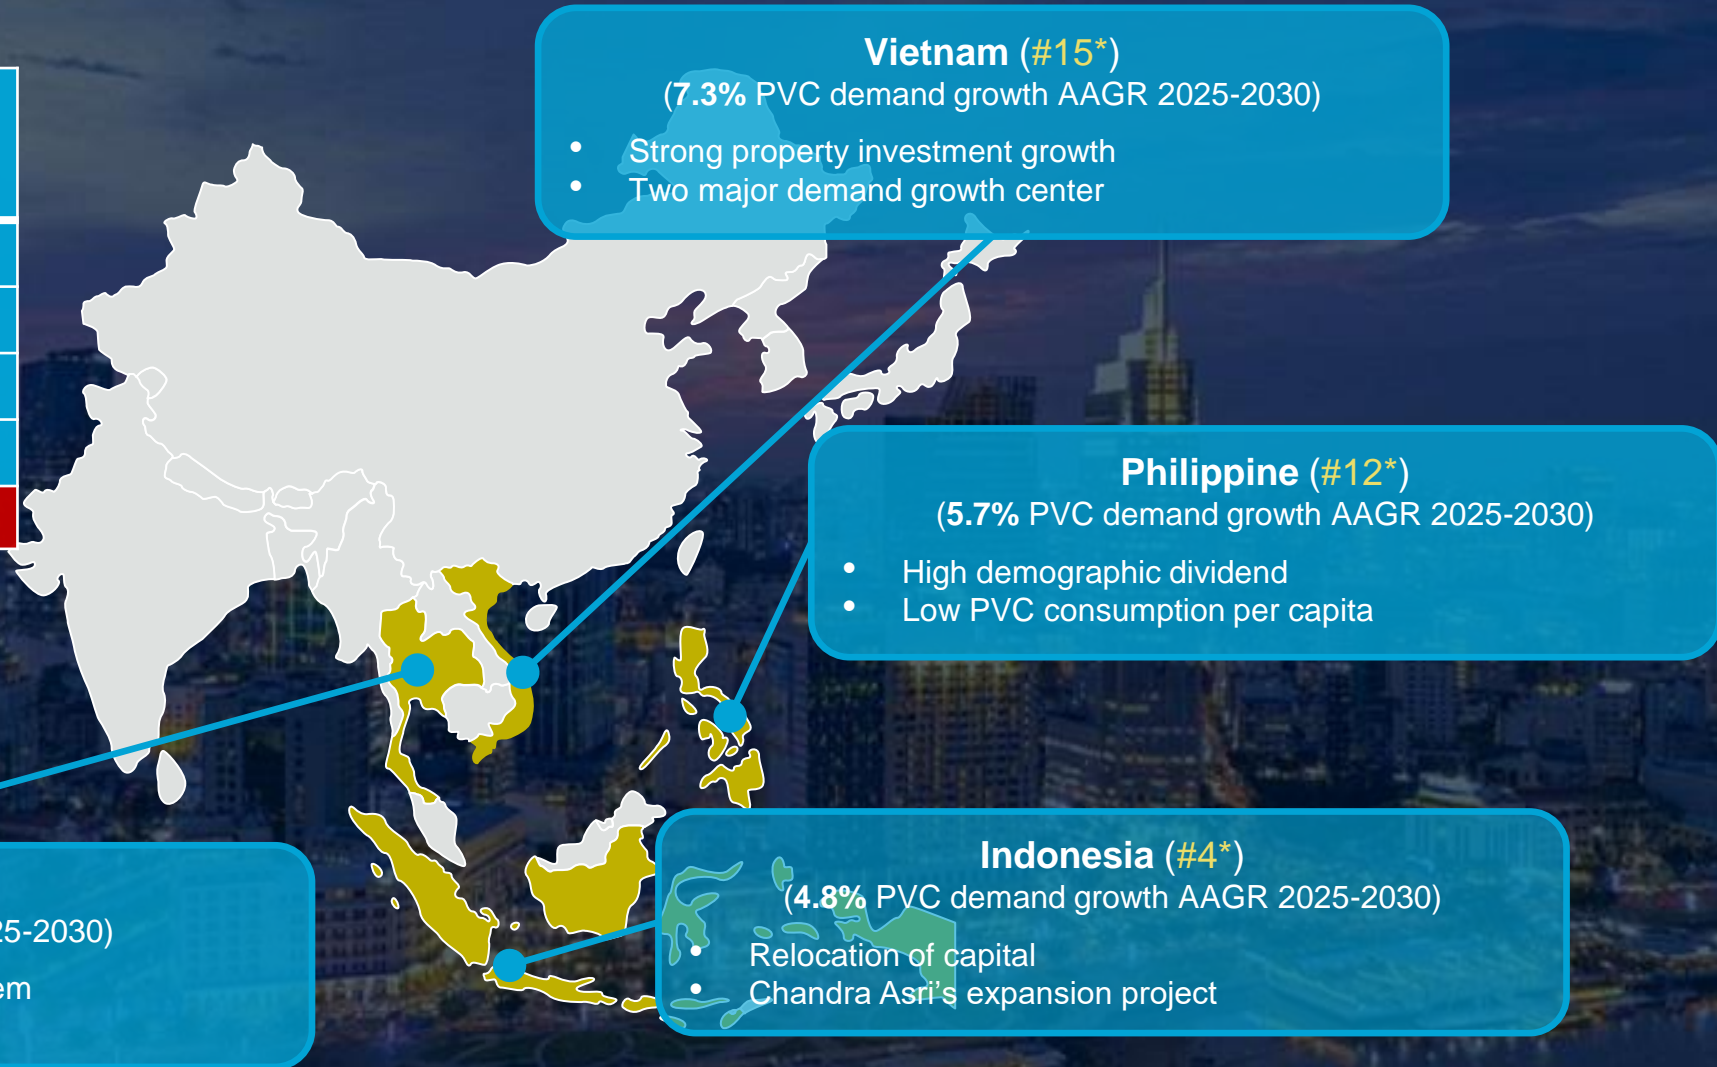 Vietnam (#15*)
(7.3% PVC demand growth AAGR 2025-2030)
• Strong property investment growth
• Two major demand growth center
Philippine (#12*)
(5.7% PVC demand growth AAGR 2025-2030)
• High demographic dividend
• Low PVC consumption per capita
Indonesia (#4*)
(4.8% PVC demand growth AAGR 2025-2030)
• Relocation of capital
• Chandra Asri's expansion project
25-2030)
em